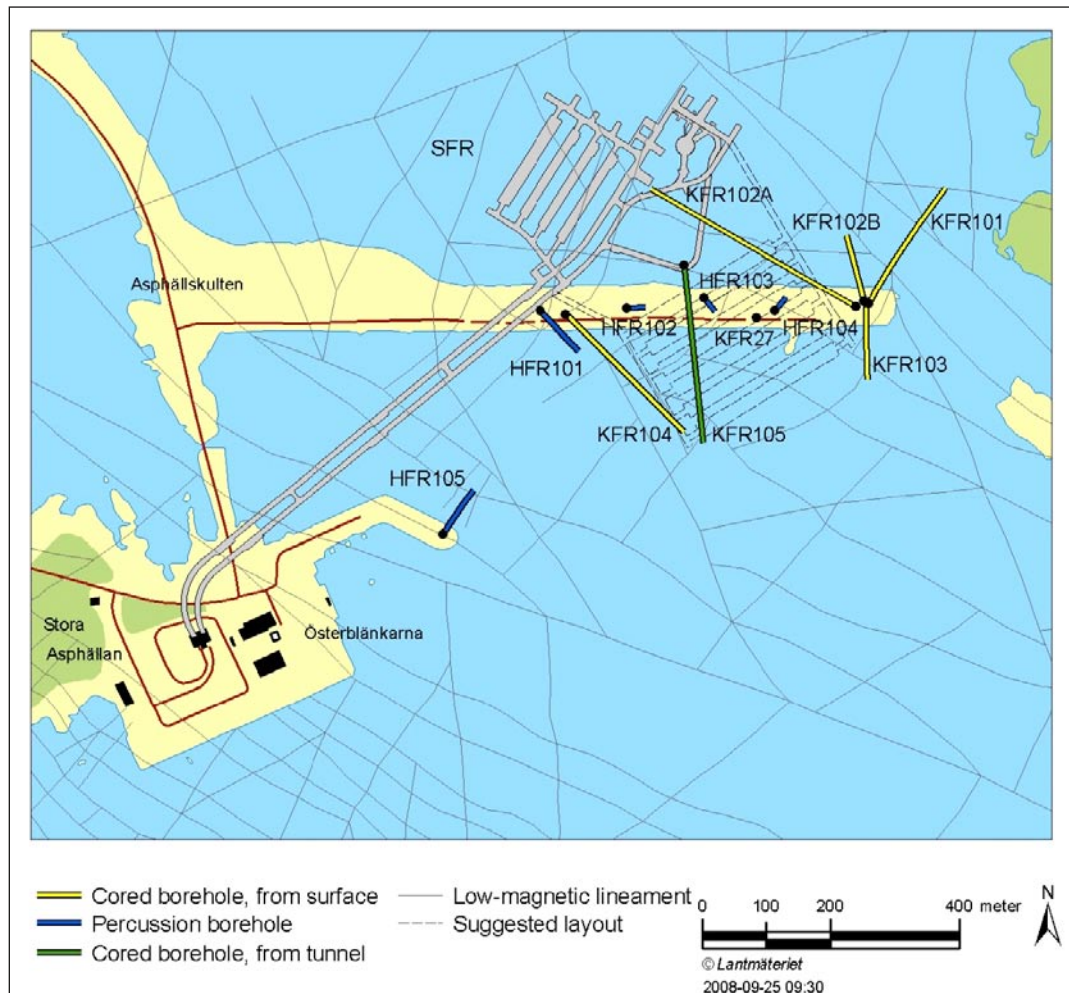 SFR
KFR102A
KFR102B
KFR101
Asphällskulten
HFR103
HFR102
HFR104
KFR27
HFR101
KFR103
KFR104
KFR105
HFR105
Stora
Asphällan
Österblänkarna
Cored borehole, from surface
Percussion borehole
Cored borehole, from tunnel
Low-magnetic lineament
Suggested layout
0 100 200 400 meter
N
© Lantmäteriet
2008-09-25 09:30